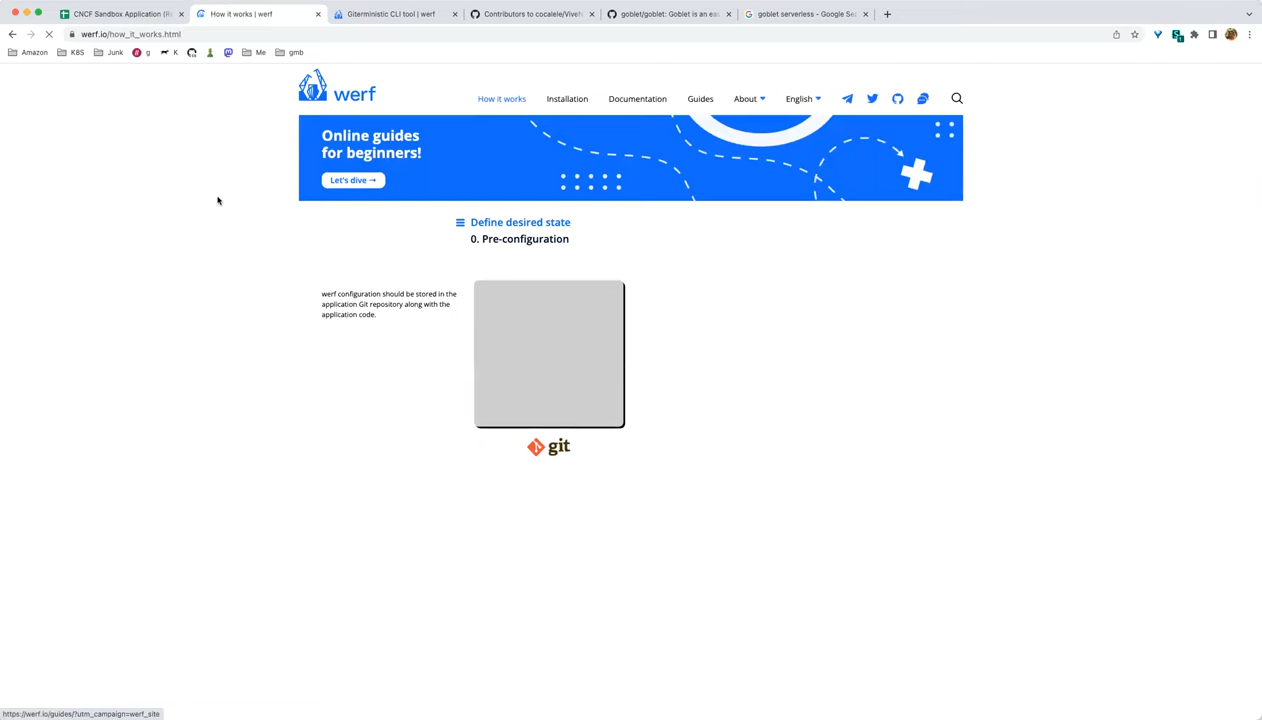 CNCF Sandbox Application (Re
How it works | werf
Giterministic CLI tool | werf
Contributors to cocalele/ViveN
goblet/goblet: Goblet is an eas
goblet serverless - Google Sea
werf.io/how_it_works.html
Amazon
K8S
Junk
g
K
Me
gmb
werf
How it works
Installation
Documentation
Guides
About
English
Online guides
for beginners!
Let's dive →
Define desired state
0. Pre-configuration
werf configuration should be stored in the
application Git repository along with the
application code.
git
https://werf.io/guides/?utm_campaign=werf_site